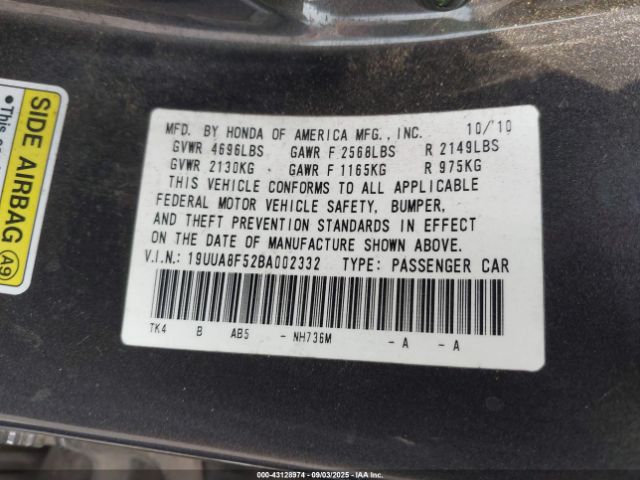 MFD. BY HONDA OF AMERICA MFG., INC. 10/'10
GVWR 4696LBS GAWR F 2568LBS R 2149LBS
GVWR 2130KG GAWR F 1165KG R 975KG
THIS VEHICLE CONFORMS TO ALL APPLICABLE
FEDERAL MOTOR VEHICLE SAFETY, BUMPER,
AND THEFT PREVENTION STANDARDS IN EFFECT
ON THE DATE OF MANUFACTURE SHOWN ABOVE.
V.I.N.: 19UUA8F52BA002332 TYPE: PASSENGER CAR
TK4 B AB5 - NH736M - A - A
SIDE AIRBAG
A9
000-43128974 - 09/03/2025 - IAAI.COM